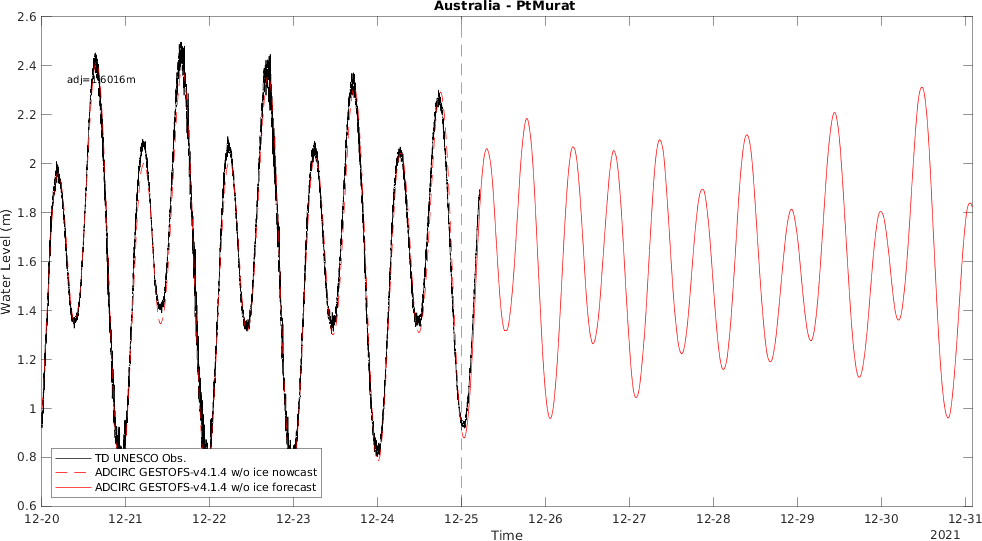 Australia - PtMurat
2.6
2.4
adj=1.6016m
2.2
2
1.8
Water Level (m)
1.6
1.4
1.2
1
0.8
0.6
TD UNESCO Obs.
ADCIRC GESTOFS-v4.1.4 w/o ice nowcast
ADCIRC GESTOFS-v4.1.4 w/o ice forecast
12-20 12-21 12-22 12-23 12-24 12-25 12-26 12-27 12-28 12-29 12-30 12-31
Time
2021